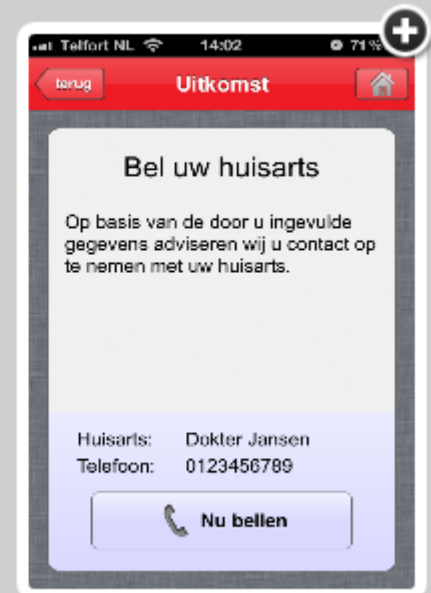 Telfort NL 14:02 71%
terug Uitkomst
Bel uw huisarts
Op basis van de door u ingevulde
gegevens adviseren wij u contact op
te nemen met uw huisarts.
Huisarts: Dokter Jansen
Telefoon: 0123456789
Nu bellen